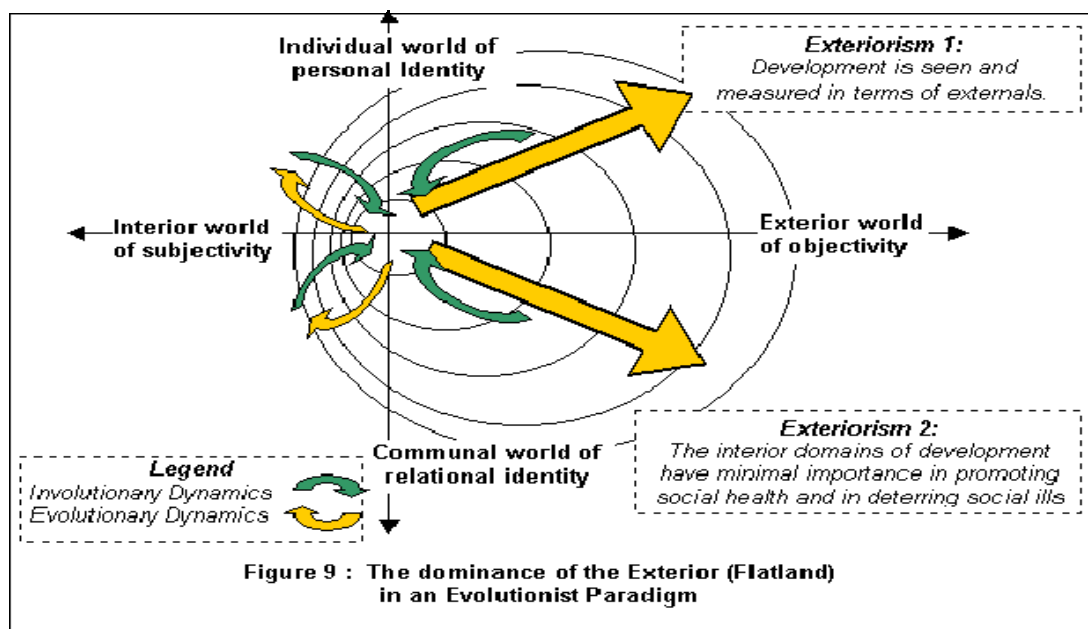 Individual world of
personal Identity
Exteriorism 1:
Development is seen and
measured in terms of externals.
Interior world
of subjectivity
Exterior world
of objectivity
Communal world of
relational identity
Exteriorism 2:
The interior domains of development
have minimal importance in promoting
social health and in deterring social ills
Legend
Involutionary Dynamics
Evolutionary Dynamics
Figure 9 : The dominance of the Exterior (Flatland)
in an Evolutionist Paradigm